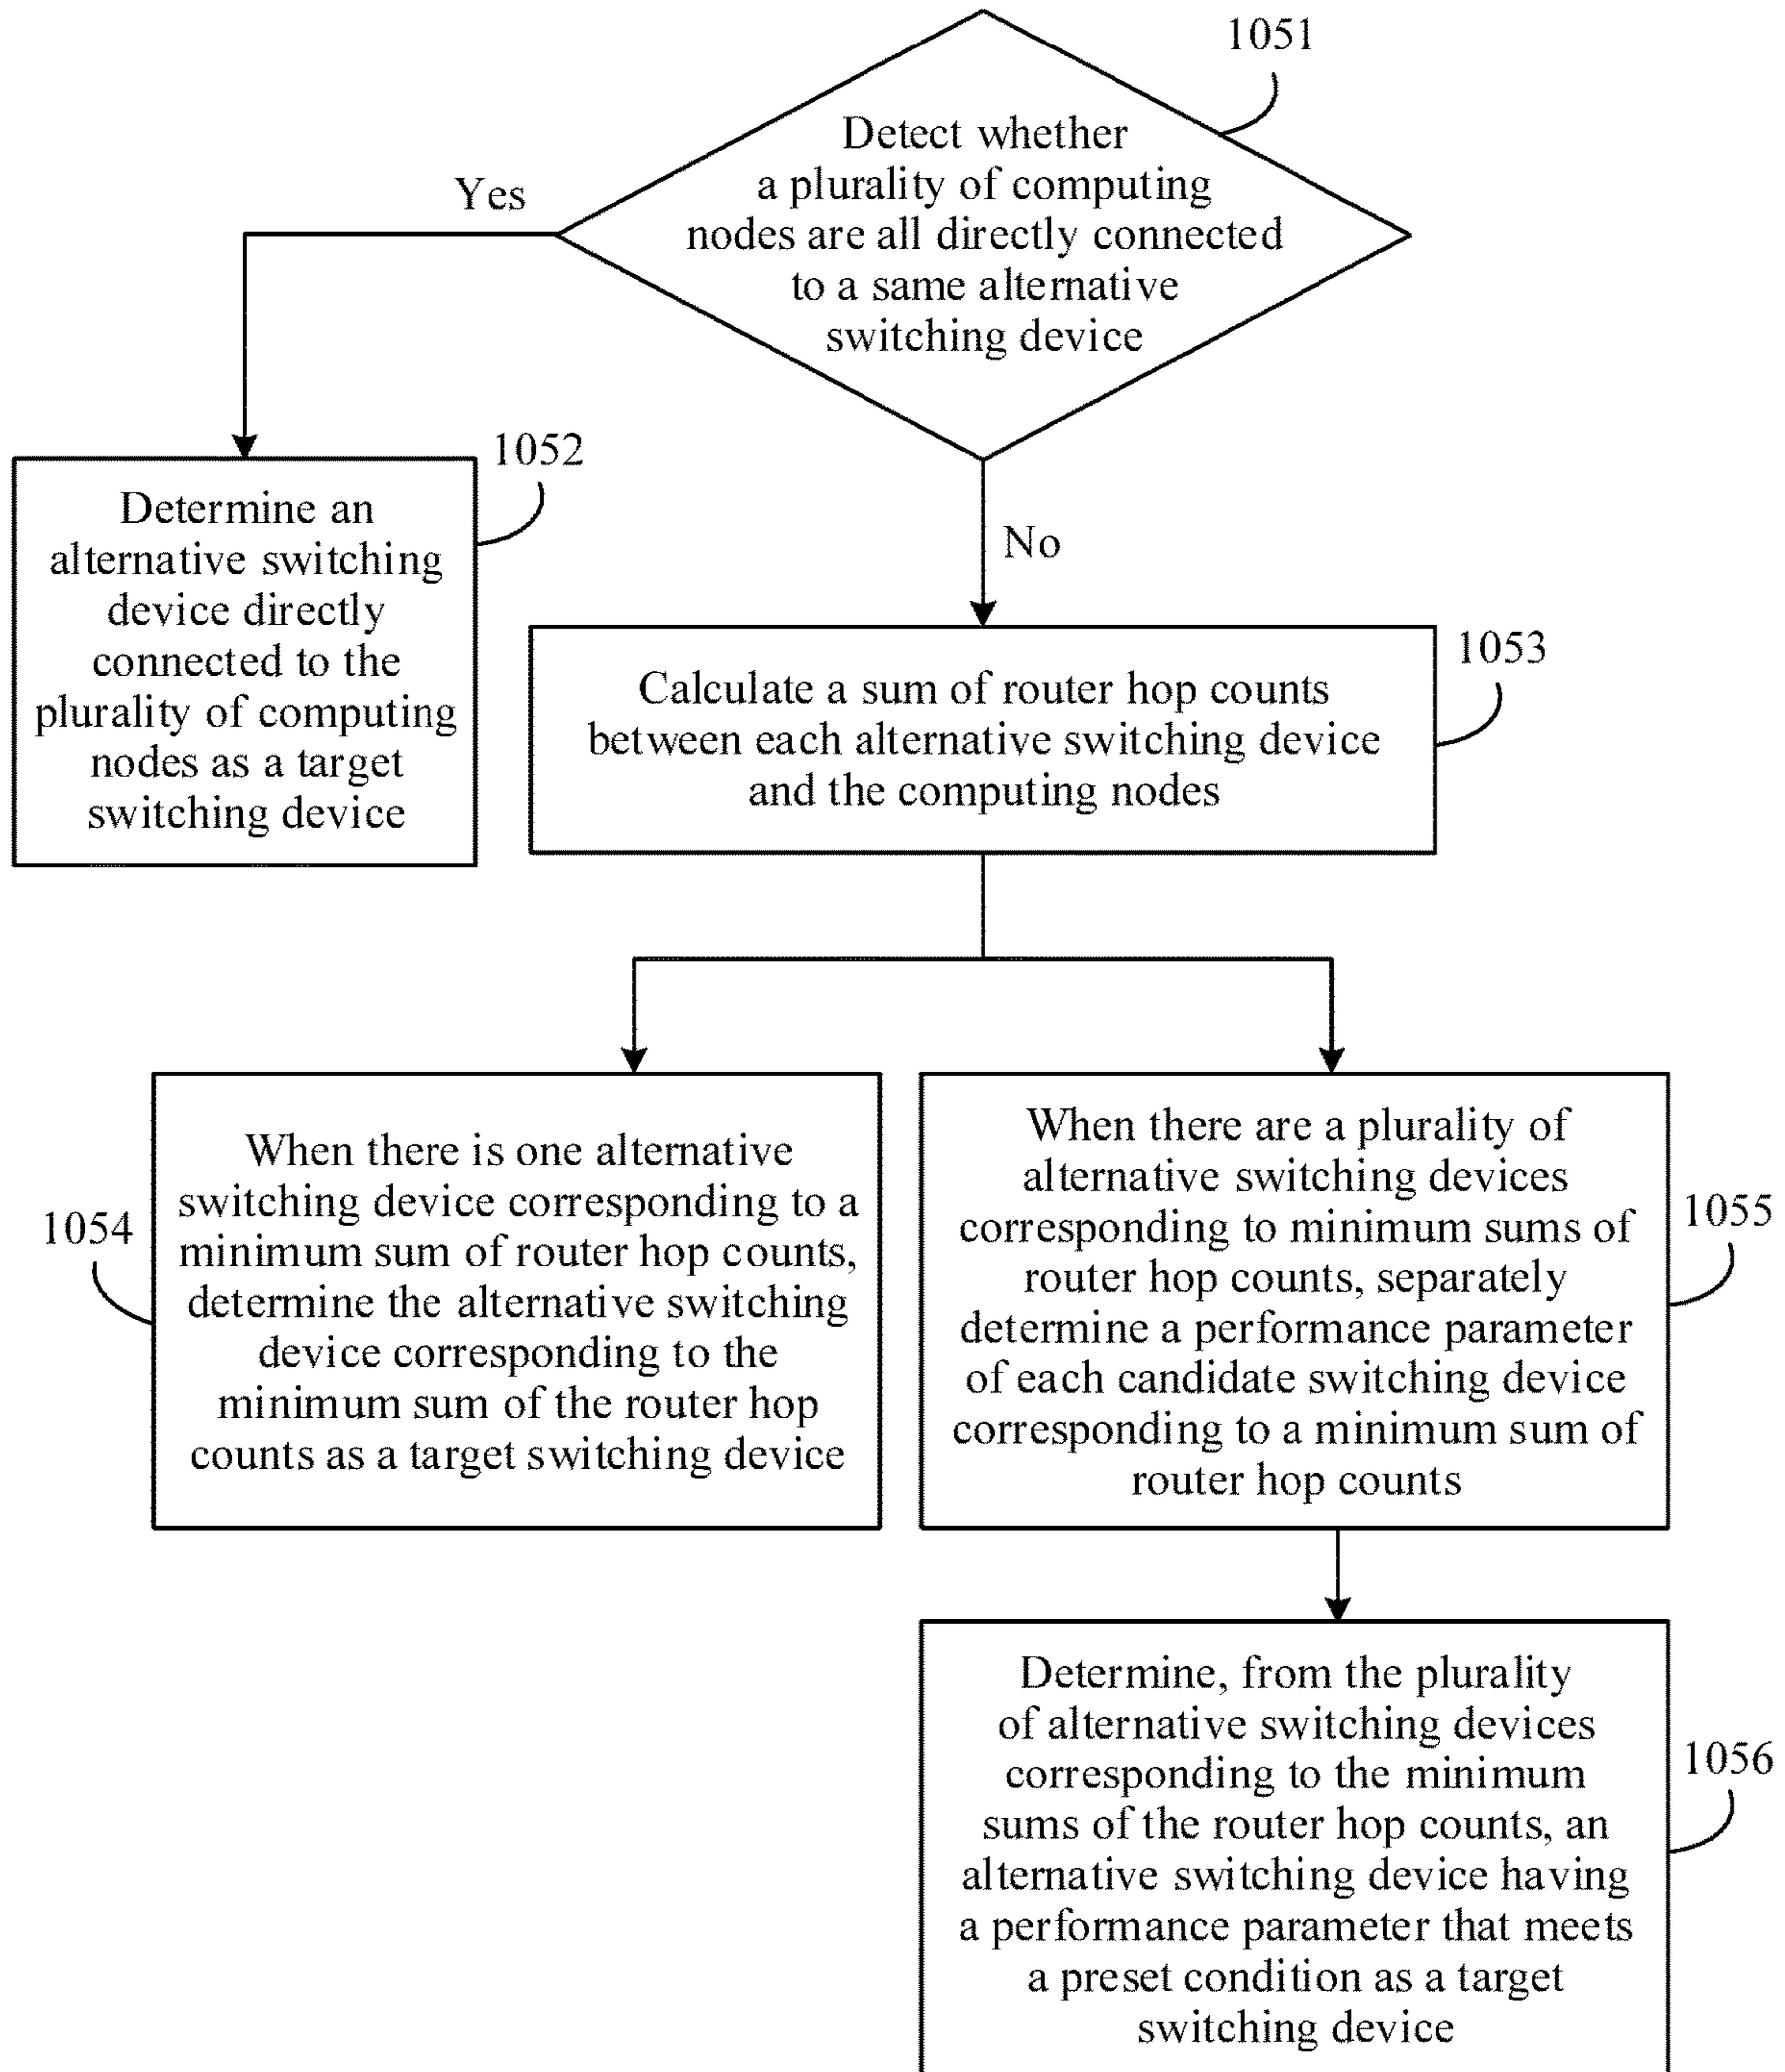 1051
Detect whether
a plurality of computing
nodes are all directly connected
to a same alternative
switching device
Yes
1052
Determine an
alternative switching
device directly
connected to the
plurality of computing
nodes as a target
switching device
No
1053
Calculate a sum of router hop counts
between each alternative switching device
and the computing nodes
1054
When there is one alternative
switching device corresponding to a
minimum sum of router hop counts,
determine the alternative switching
device corresponding to the
minimum sum of the router hop
counts as a target switching device
1055
When there are a plurality of
alternative switching devices
corresponding to minimum sums of
router hop counts, separately
determine a performance parameter
of each candidate switching device
corresponding to a minimum sum of
router hop counts
1056
Determine, from the plurality
of alternative switching devices
corresponding to the minimum
sums of the router hop counts, an
alternative switching device having
a performance parameter that meets
a preset condition as a target
switching device